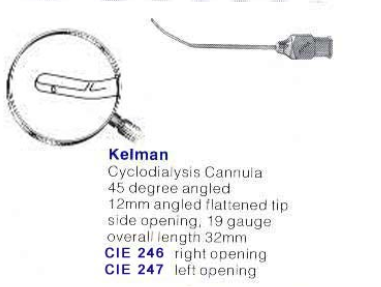 Kelman
Cyclodialysis Cannula
45 degree angled
12mm angled flattened tip
side opening, 19 gauge
overall length 32mm
CIE 246 right opening
CIE 247 left opening